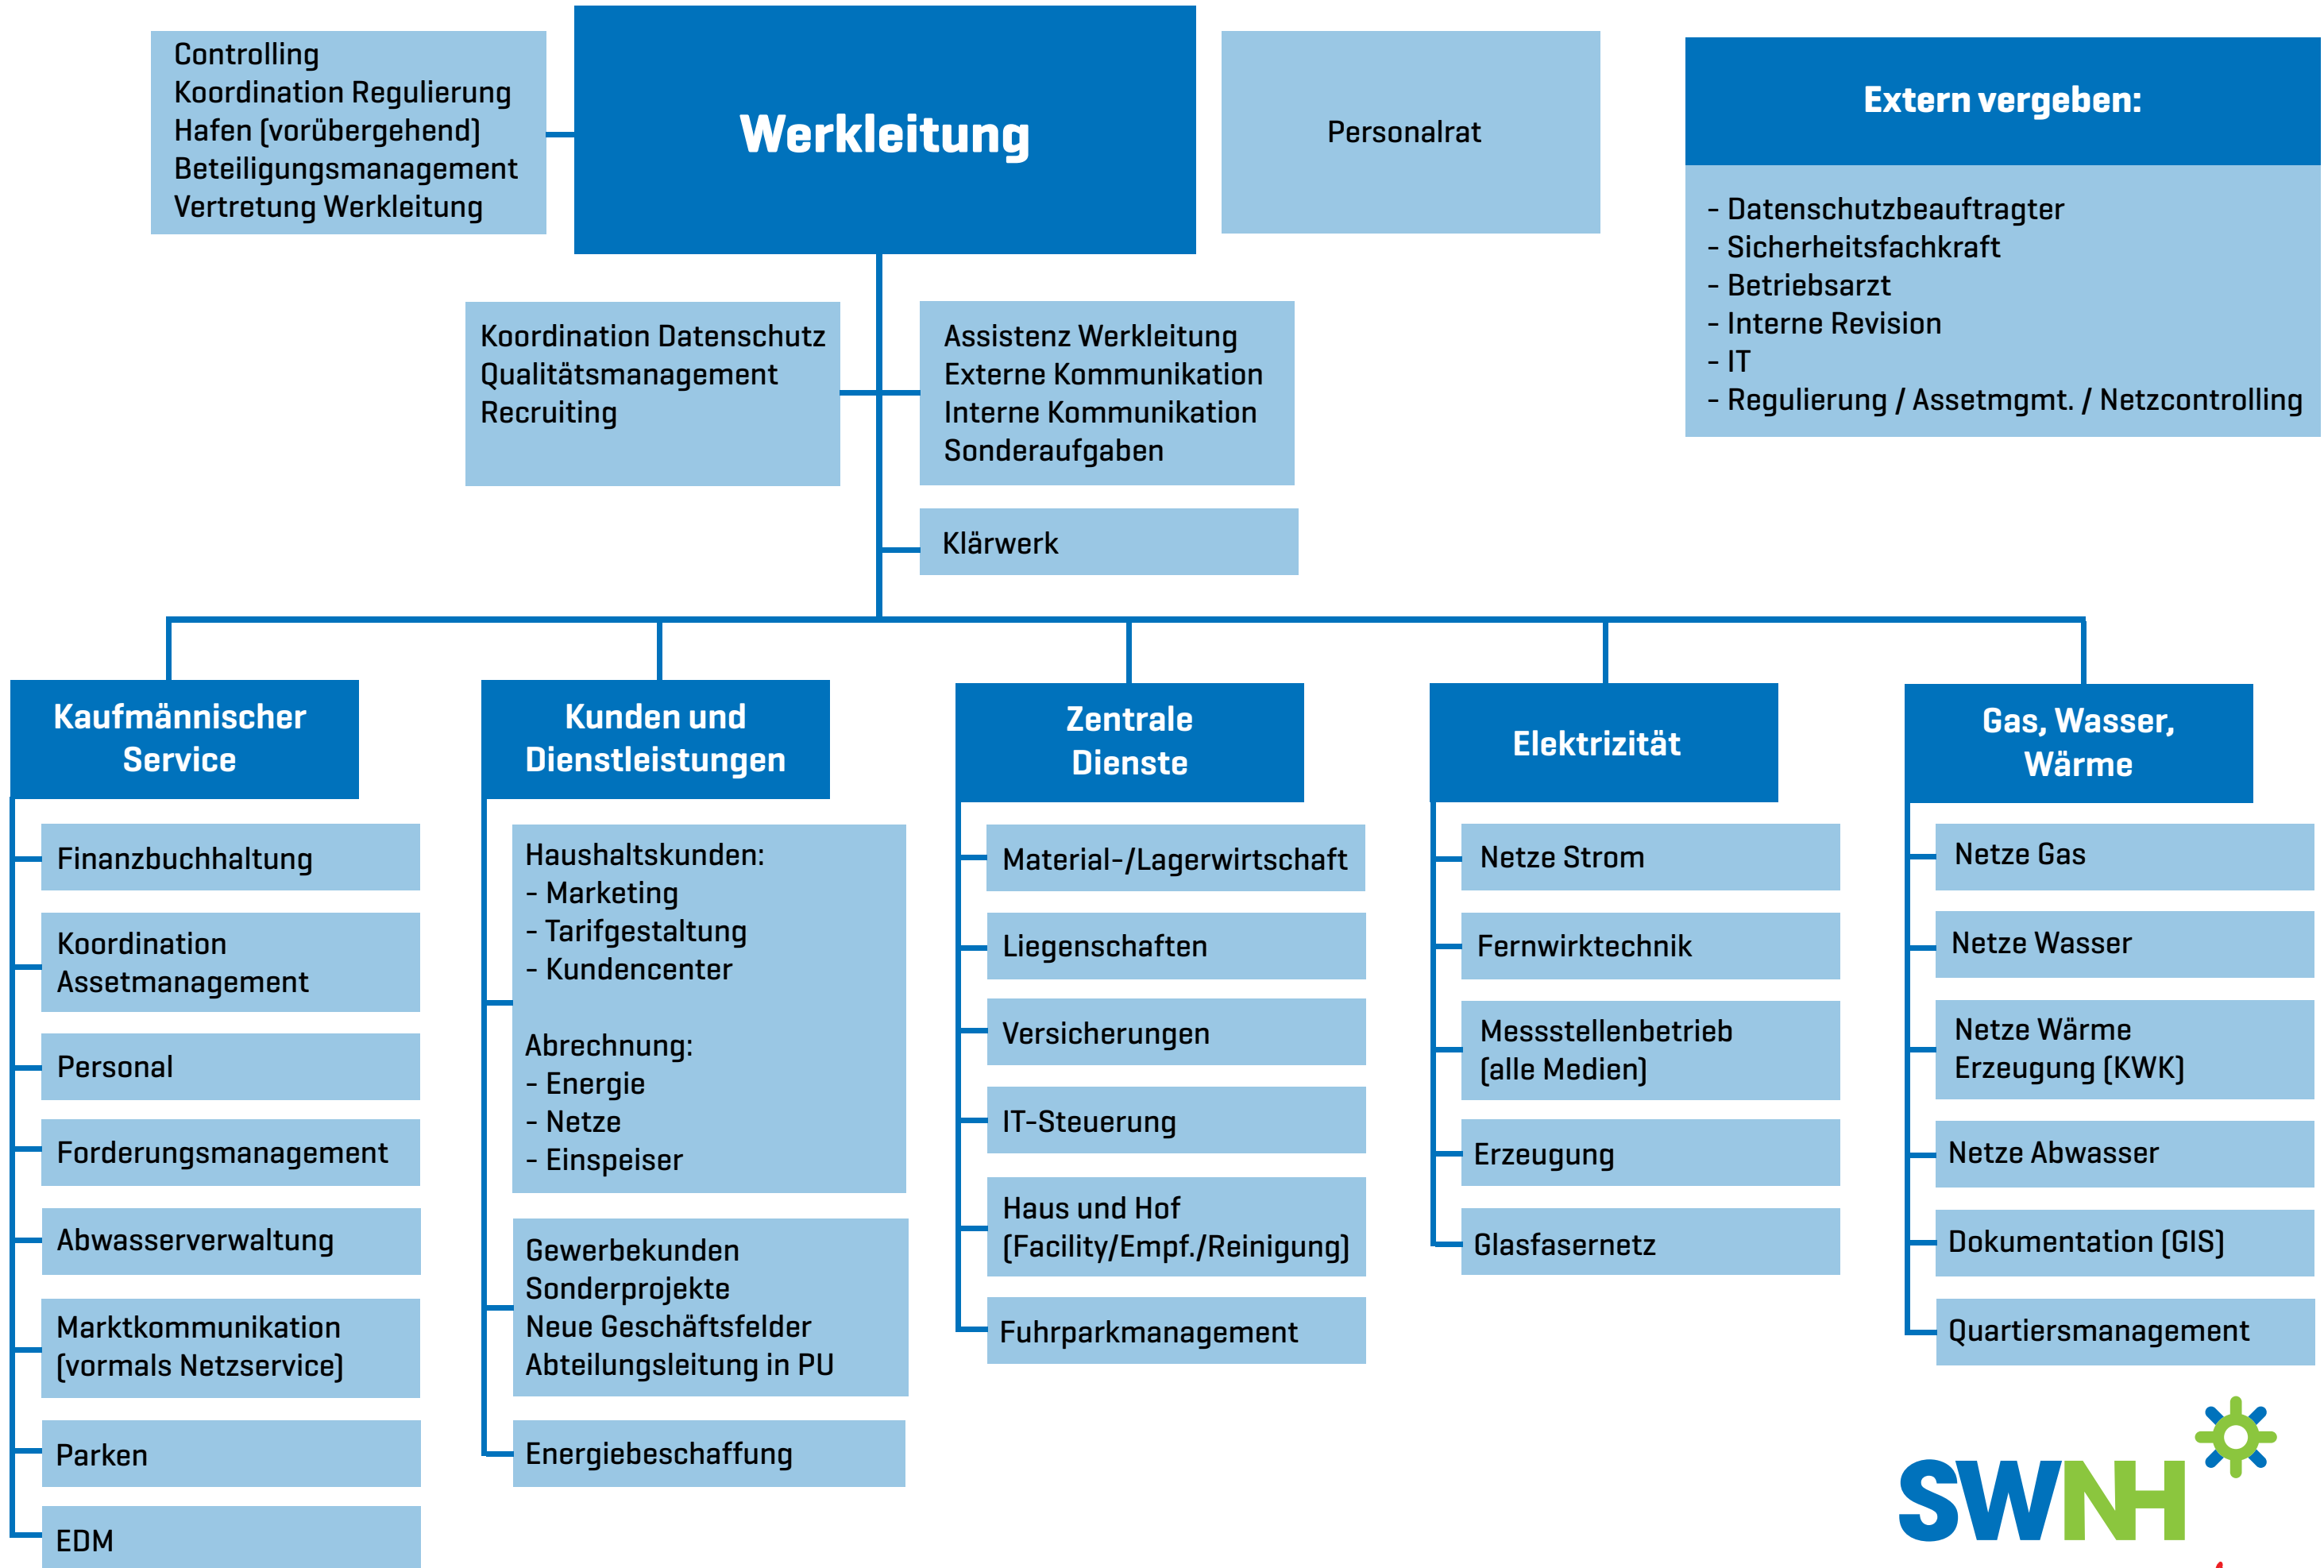 Controlling
Koordination Regulierung
Hafen (vorübergehend)
Beteiligungsmanagement
Vertretung Werkleitung
Werkleitung
Personalrat
Extern vergeben:
- Datenschutzbeauftragter
- Sicherheitsfachkraft
- Betriebsarzt
- Interne Revision
- IT
- Regulierung / Assetmgmt. / Netzcontrolling
Koordination Datenschutz
Qualitätsmanagement
Recruiting
Assistenz Werkleitung
Externe Kommunikation
Interne Kommunikation
Sonderaufgaben
Klärwerk
Kaufmännischer
Service
Finanzbuchhaltung
Koordination
Assetmanagement
Personal
Forderungsmanagement
Abwasserverwaltung
Marktkommunikation
(vormals Netzservice)
Parken
EDM
Kunden und
Dienstleistungen
Haushaltskunden:
- Marketing
- Tarifgestaltung
- Kundencenter
Abrechnung:
- Energie
- Netze
- Einspeiser
Gewerbekunden
Sonderprojekte
Neue Geschäftsfelder
Abteilungsleitung in PU
Energiebeschaffung
Zentrale
Dienste
Material-/Lagerwirtschaft
Liegenschaften
Versicherungen
IT-Steuerung
Haus und Hof
(Facility/Empf./Reinigung)
Fuhrparkmanagement
Elektrizität
Netze Strom
Fernwirktechnik
Messstellenbetrieb
(alle Medien)
Erzeugung
Glasfasernetz
Gas, Wasser,
Wärme
Netze Gas
Netze Wasser
Netze Wärme
Erzeugung (KWK)
Netze Abwasser
Dokumentation (GIS)
Quartiersmanagement
SWNH